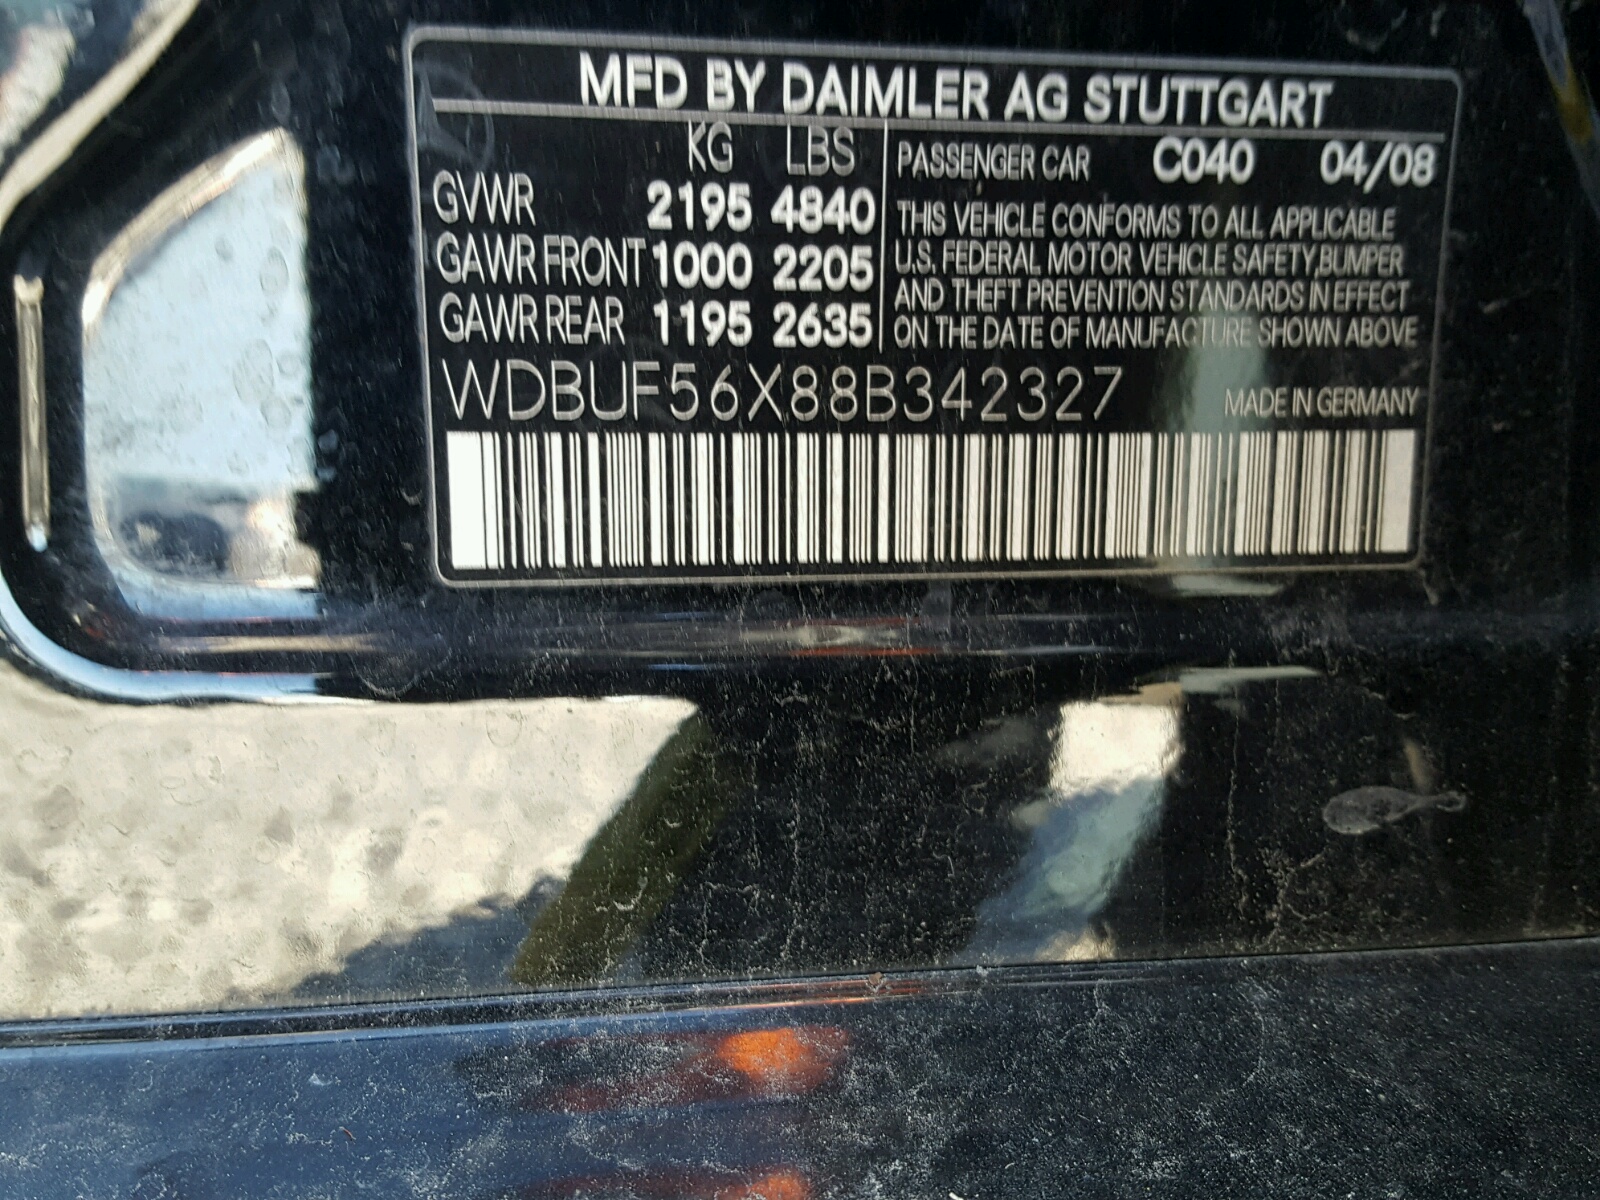 MFD BY DAIMLER AG STUTTGART
KG LBS
GVWR 2195 4840
GAWR FRONT 1000 2205
GAWR REAR 1195 2635
PASSENGER CAR C040 04/08
THIS VEHICLE CONFORMS TO ALL APPLICABLE
U.S. FEDERAL MOTOR VEHICLE SAFETY,BUMPER
AND THEFT PREVENTION STANDARDS IN EFFECT
ON THE DATE OF MANUFACTURE SHOWN ABOVE
WDBUF56X88B342327
MADE IN GERMANY